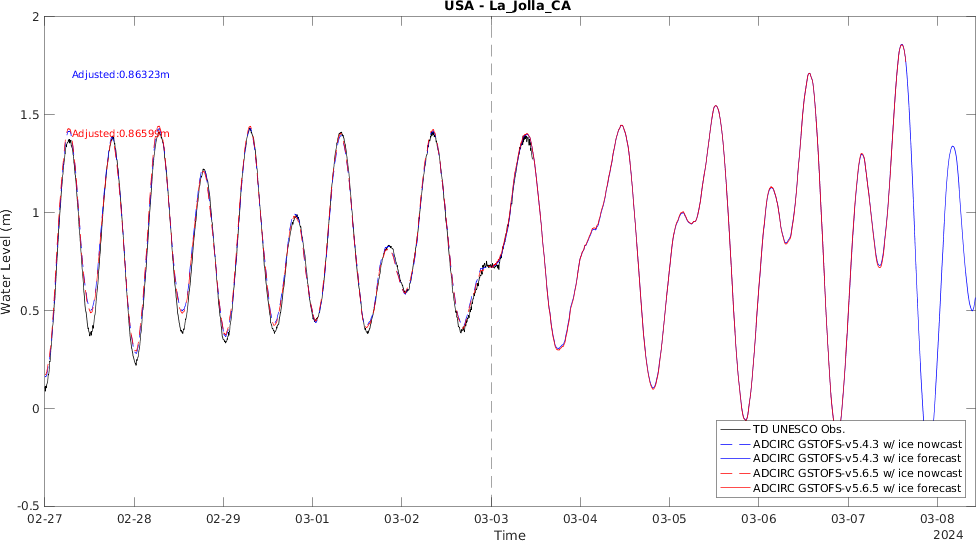 USA - La_Jolla_CA
2
Adjusted:0.86323m
1.5
Adjusted:0.86599m
1
Water Level (m)
0.5
0
TD UNESCO Obs.
ADCIRC GSTOFS-v5.4.3 w/ ice nowcast
ADCIRC GSTOFS-v5.4.3 w/ ice forecast
ADCIRC GSTOFS-v5.6.5 w/ ice nowcast
ADCIRC GSTOFS-v5.6.5 w/ ice forecast
-0.5
02-27 02-28 02-29 03-01 03-02 03-03 03-04 03-05 03-06 03-07 03-08
Time
2024